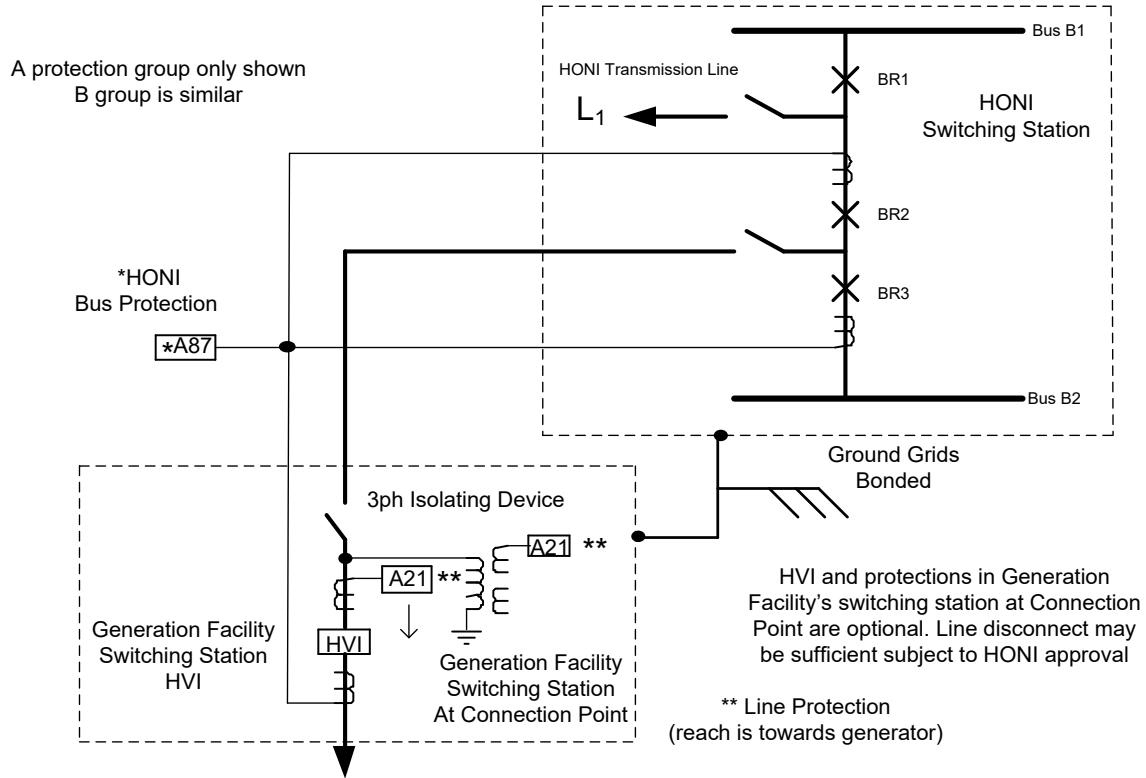 Bus B1
A protection group only shown
B group is similar
HONI Transmission Line
BR1
HONI
Switching Station
L1
BR2
*HONI
Bus Protection
BR3
*A87
Bus B2
Ground Grids
Bonded
3ph Isolating Device
A21 **
A21 **
HVI and protections in Generation
Facility's switching station at Connection
Point are optional. Line disconnect may
be sufficient subject to HONI approval
Generation Facility
Switching Station
HVI
HVI
Generation Facility
Switching Station
At Connection Point
** Line Protection
(reach is towards generator)